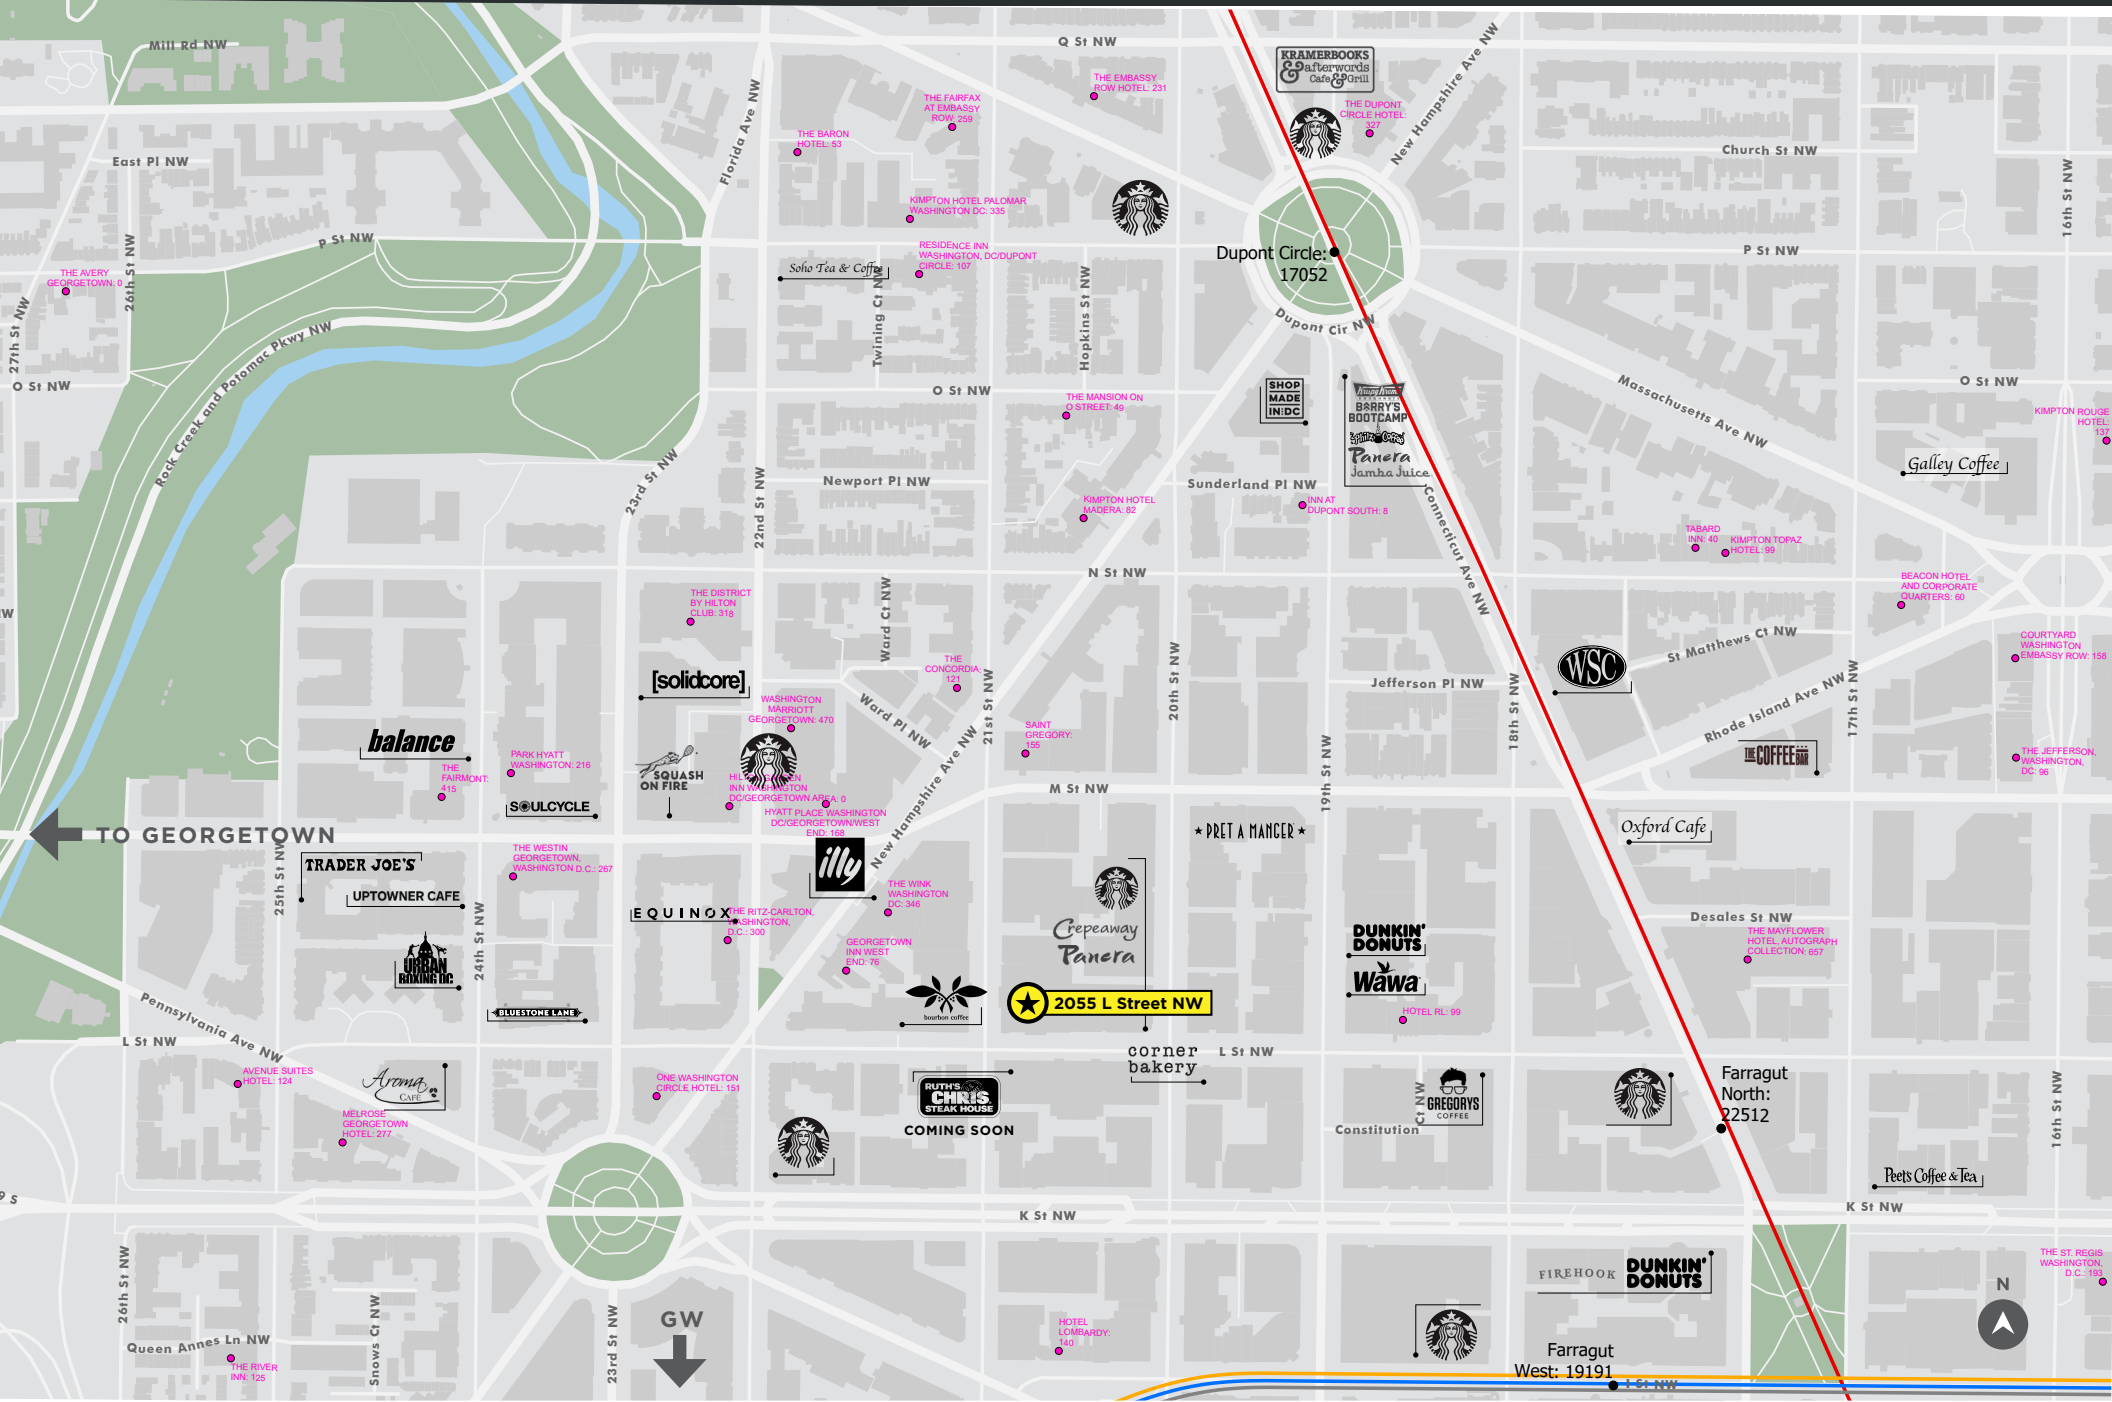 Mill Rd NW
Q St NW
KRAMERBOOKS
& afterwords
Cafe & Grill
New Hampshire Ave NW
THE EMBASSY
ROW HOTEL: 231
THE FAIRFAX
AT EMBASSY
ROW: 259
THE DUPONT
CIRCLE HOTEL:
327
Florida Ave NW
THE BARON
HOTEL: 53
East Pl NW
Church St NW
16th St NW
KIMPTON HOTEL PALOMAR
WASHINGTON DC: 335
P St NW
RESIDENCE INN
WASHINGTON, DC/DUPONT
CIRCLE: 107
Dupont Circle:
17052
P St NW
THE AVERY
GEORGETOWN: 0
26th St NW
Soho Tea & Coffe
Twining Ct NW
Hopkins St NW
27th St NW
Rock Creek and Potomac Pkwy NW
Dupont Cir NW
O St NW
O St NW
O St NW
SHOP
MADE
IN DC
Krispy Kreme
BARRY'S
BOOTCAMP
Philz Coffee
Panera
Jamba Juice
Massachusetts Ave NW
THE MANSION ON
O STREET: 49
KIMPTON ROUGE
HOTEL:
137
Galley Coffee
23rd St NW
22nd St NW
Newport Pl NW
Sunderland Pl NW
KIMPTON HOTEL
MADERA: 82
INN AT
DUPONT SOUTH: 8
Connecticut Ave NW
TABARD
INN: 40
KIMPTON TOPAZ
HOTEL: 99
N St NW
BEACON HOTEL
AND CORPORATE
QUARTERS: 60
THE DISTRICT
BY HILTON
CLUB: 318
Ward Ct NW
W
COURTYARD
WASHINGTON
EMBASSY ROW: 158
St Matthews Ct NW
WSC
THE
CONCORDIA:
121
[solidcore]
21st St NW
20th St NW
Jefferson Pl NW
18th St NW
17th St NW
Rhode Island Ave NW
WASHINGTON
MARRIOTT
GEORGETOWN: 470
Ward Pl NW
SAINT
GREGORY:
155
balance
PARK HYATT
WASHINGTON: 216
THE
FAIRMONT:
415
SQUASH
ON FIRE
HILTON GARDEN
INN WASHINGTON
DC/GEORGETOWN AREA: 0
HYATT PLACE WASHINGTON
DC/GEORGETOWN/WEST
END: 168
New Hampshire Ave NW
19th St NW
THE COFFEE BAR
THE JEFFERSON,
WASHINGTON,
DC: 96
M St NW
SOULCYCLE
TO GEORGETOWN
★ PRET A MANGER ★
Oxford Cafe
THE WESTIN
GEORGETOWN,
WASHINGTON D.C.: 267
illy
TRADER JOE'S
UPTOWNER CAFE
25th St NW
THE WINK
WASHINGTON
DC: 346
EQUINOX
THE RITZ-CARLTON,
WASHINGTON,
D.C.: 300
Crepeaway
Panera
DUNKIN'
DONUTS
Desales St NW
THE MAYFLOWER
HOTEL, AUTOGRAPH
COLLECTION: 657
24th St NW
URBAN
BOXING DC
GEORGETOWN
INN WEST
END: 76
Wawa
bourbon coffee
2055 L Street NW
BLUESTONE LANE
HOTEL RL: 99
Pennsylvania Ave NW
L St NW
L St NW
corner
bakery
AVENUE SUITES
HOTEL: 124
Aroma
CAFÉ
ONE WASHINGTON
CIRCLE HOTEL: 151
RUTH'S
CHRIS
STEAK HOUSE
COMING SOON
GREGORYS
COFFEE
Farragut
North:
22512
MELROSE
GEORGETOWN
HOTEL: 277
Constitution
Ct NW
16th St NW
Peet's Coffee & Tea
9 S
K St NW
K St NW
26th St NW
THE ST. REGIS
WASHINGTON,
D.C.: 193
FIREHOOK
DUNKIN'
DONUTS
N
GW
HOTEL
LOMBARDY:
140
Queen Annes Ln NW
Snows Ct NW
23rd St NW
THE RIVER
INN: 125
Farragut
West: 19191
I St NW